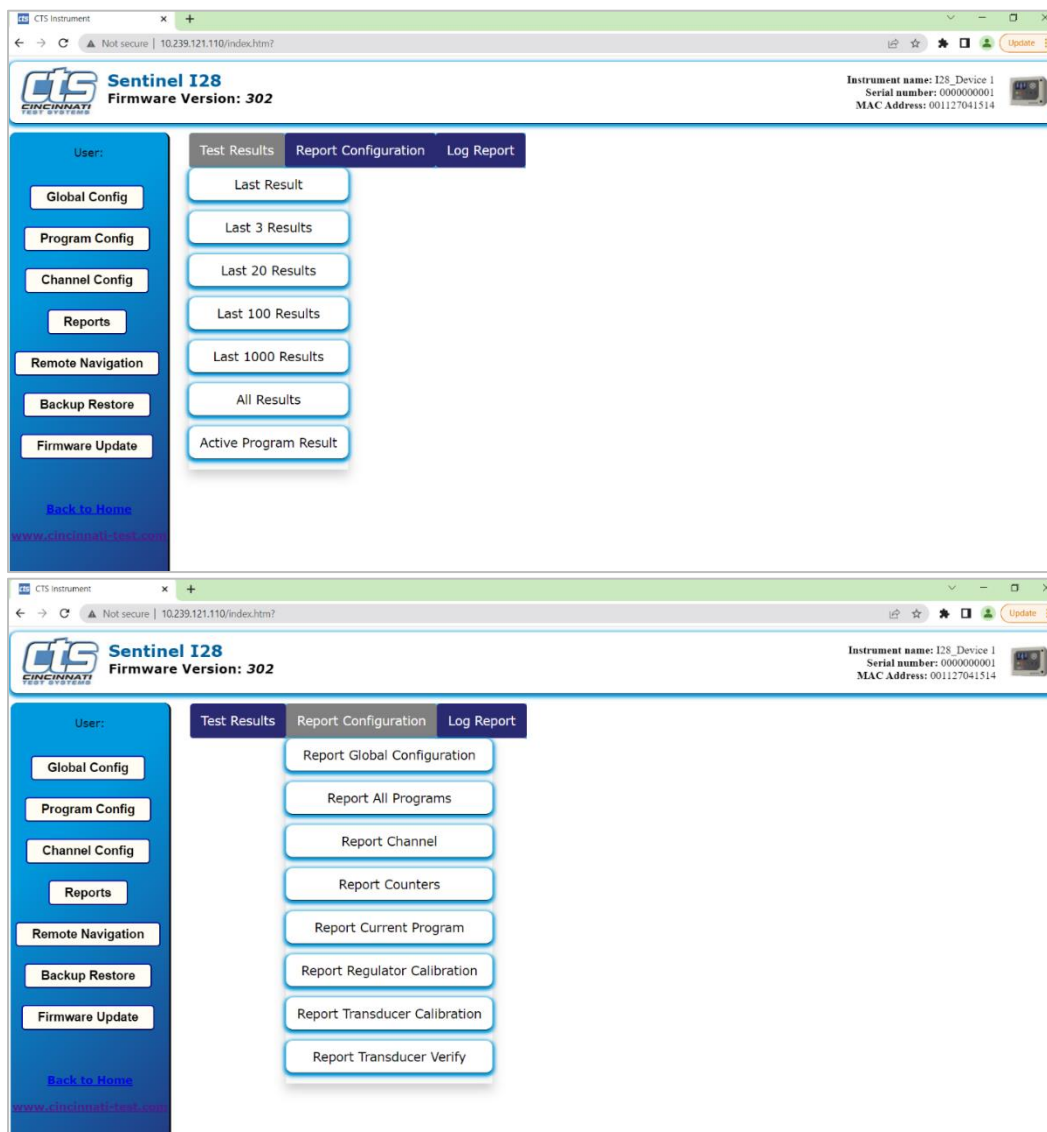 cts CTS Instrument
Not secure | 10.239.121.110/index.htm?
Update
cts
CINCINNATI
TEST SYSTEMS
Sentinel I28
Firmware Version: 302
Instrument name: I28_Device 1
Serial number: 0000000001
MAC Address: 001127041514
User:
Global Config
Program Config
Channel Config
Reports
Remote Navigation
Backup Restore
Firmware Update
Back to Home
www.cincinnati-test.com
Test Results Report Configuration Log Report
Last Result
Last 3 Results
Last 20 Results
Last 100 Results
Last 1000 Results
All Results
Active Program Result
cts CTS Instrument
Not secure | 10.239.121.110/index.htm?
Update
cts
CINCINNATI
TEST SYSTEMS
Sentinel I28
Firmware Version: 302
Instrument name: I28_Device 1
Serial number: 0000000001
MAC Address: 001127041514
User:
Global Config
Program Config
Channel Config
Reports
Remote Navigation
Backup Restore
Firmware Update
Back to Home
www.cincinnati-test.com
Test Results Report Configuration Log Report
Report Global Configuration
Report All Programs
Report Channel
Report Counters
Report Current Program
Report Regulator Calibration
Report Transducer Calibration
Report Transducer Verify